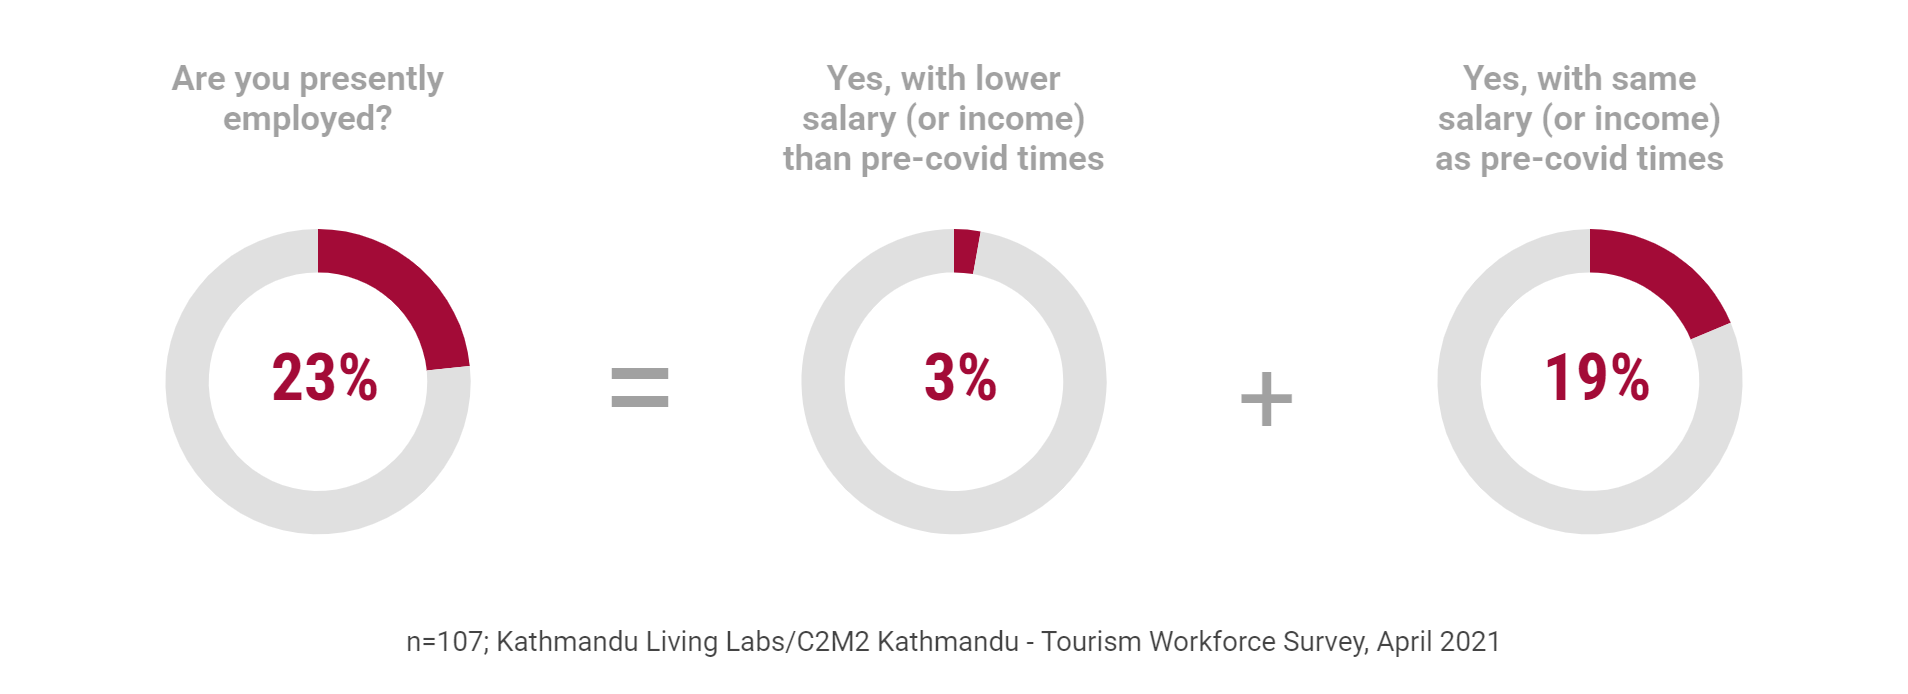 Are you presently
employed?
Yes, with lower
salary (or income)
than pre-covid times
Yes, with same
salary (or income)
as pre-covid times
23%
=
3%
+
19%
n=107; Kathmandu Living Labs/C2M2 Kathmandu - Tourism Workforce Survey, April 2021